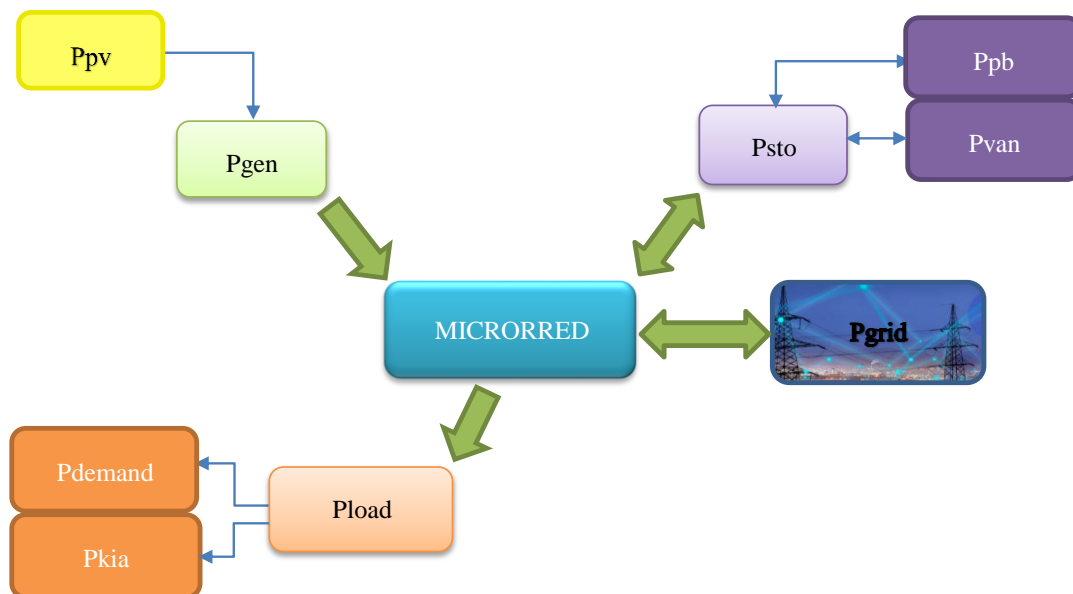 Ppv
Ppb
Pgen
Psto
Pvan
MICRORRED
Pgrid
Pdemand
Pload
Pkia